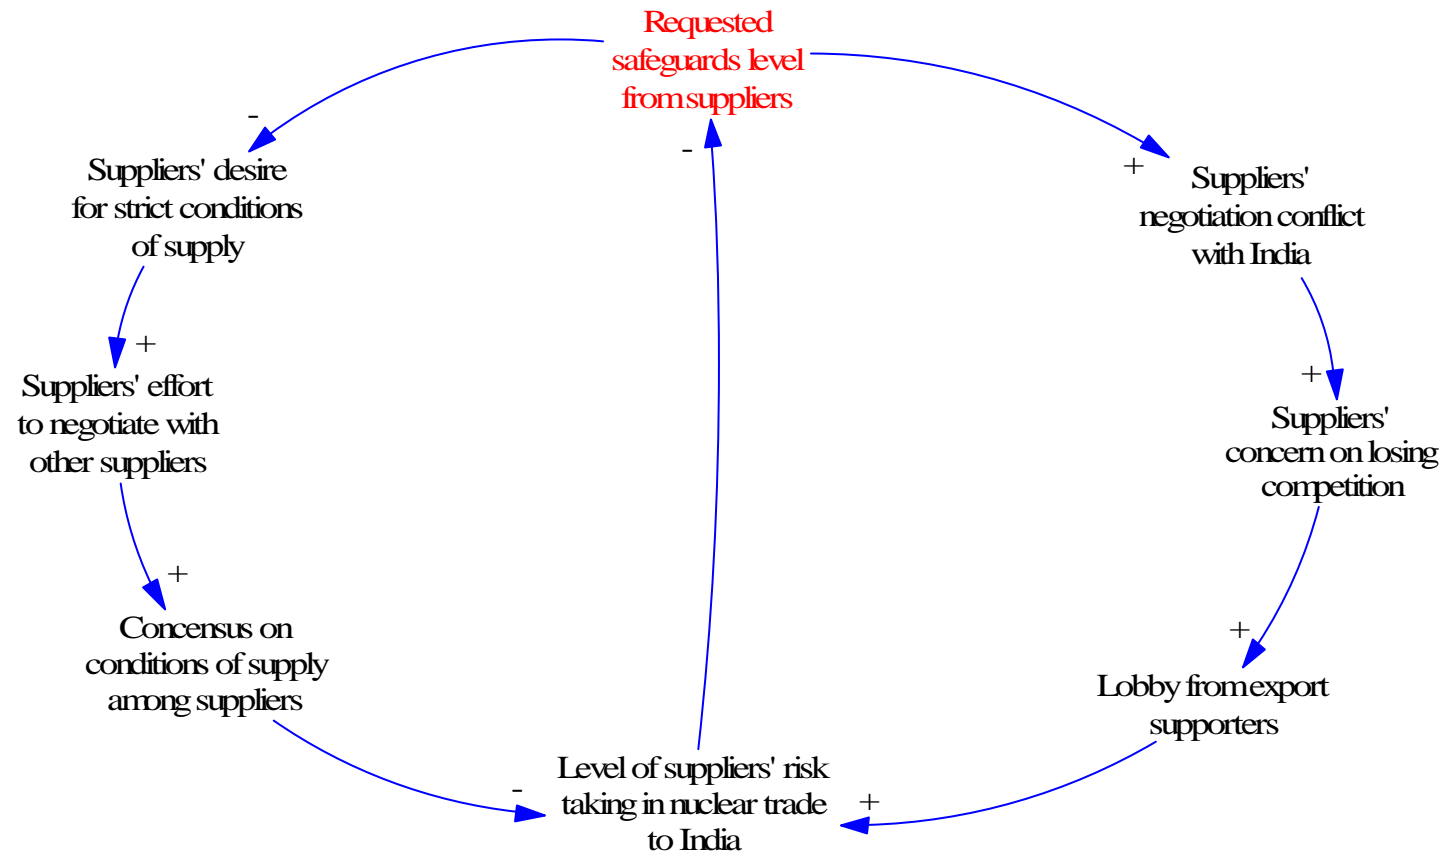 Requested
safeguards level
from suppliers
-
-
+
Suppliers' desire
for strict conditions
of supply
Suppliers'
negotiation conflict
with India
+
+
Suppliers' effort
to negotiate with
other suppliers
Suppliers'
concern on losing
competition
+
+
Concensus on
conditions of supply
among suppliers
Lobby from export
supporters
-
+
Level of suppliers' risk
taking in nuclear trade
to India